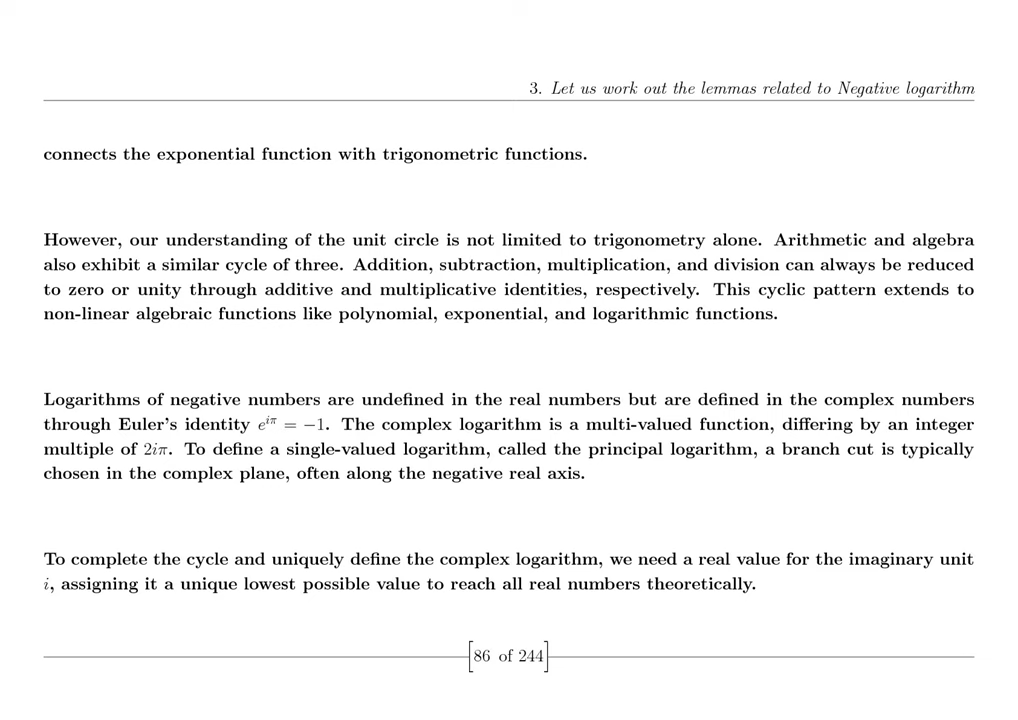 3. Let us work out the lemmas related to Negative logarithm
connects the exponential function with trigonometric functions.
However, our understanding of the unit circle is not limited to trigonometry alone. Arithmetic and algebra
also exhibit a similar cycle of three. Addition, subtraction, multiplication, and division can always be reduced
to zero or unity through additive and multiplicative identities, respectively. This cyclic pattern extends to
non-linear algebraic functions like polynomial, exponential, and logarithmic functions.
Logarithms of negative numbers are undefined in the real numbers but are defined in the complex numbers
through Euler's identity $e^{i\pi} = -1$. The complex logarithm is a multi-valued function, differing by an integer
multiple of $2i\pi$. To define a single-valued logarithm, called the principal logarithm, a branch cut is typically
chosen in the complex plane, often along the negative real axis.
To complete the cycle and uniquely define the complex logarithm, we need a real value for the imaginary unit
$i$, assigning it a unique lowest possible value to reach all real numbers theoretically.
[86 of 244]